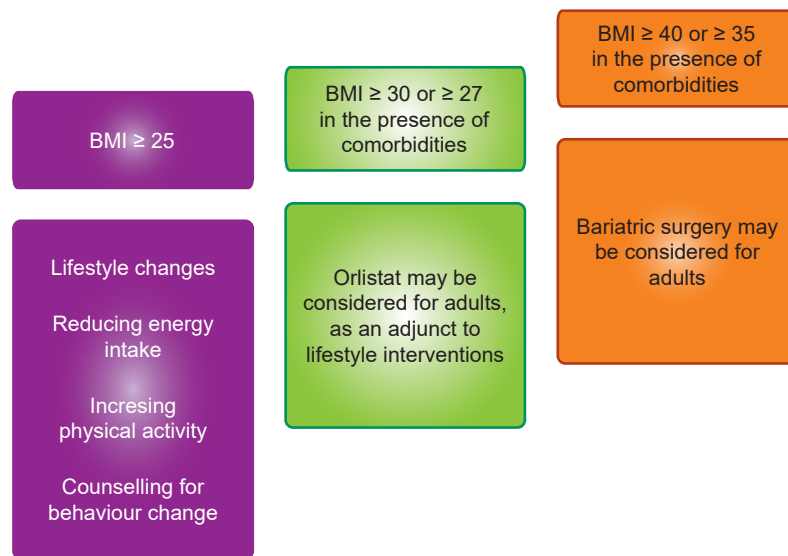 BMI ≥ 25
Lifestyle changes
Reducing energy
intake
Incresing
physical activity
Counselling for
behaviour change
BMI ≥ 30 or ≥ 27
in the presence of
comorbidities
Orlistat may be
considered for adults,
as an adjunct to
lifestyle interventions
BMI ≥ 40 or ≥ 35
in the presence of
comorbidities
Bariatric surgery may
be considered for
adults